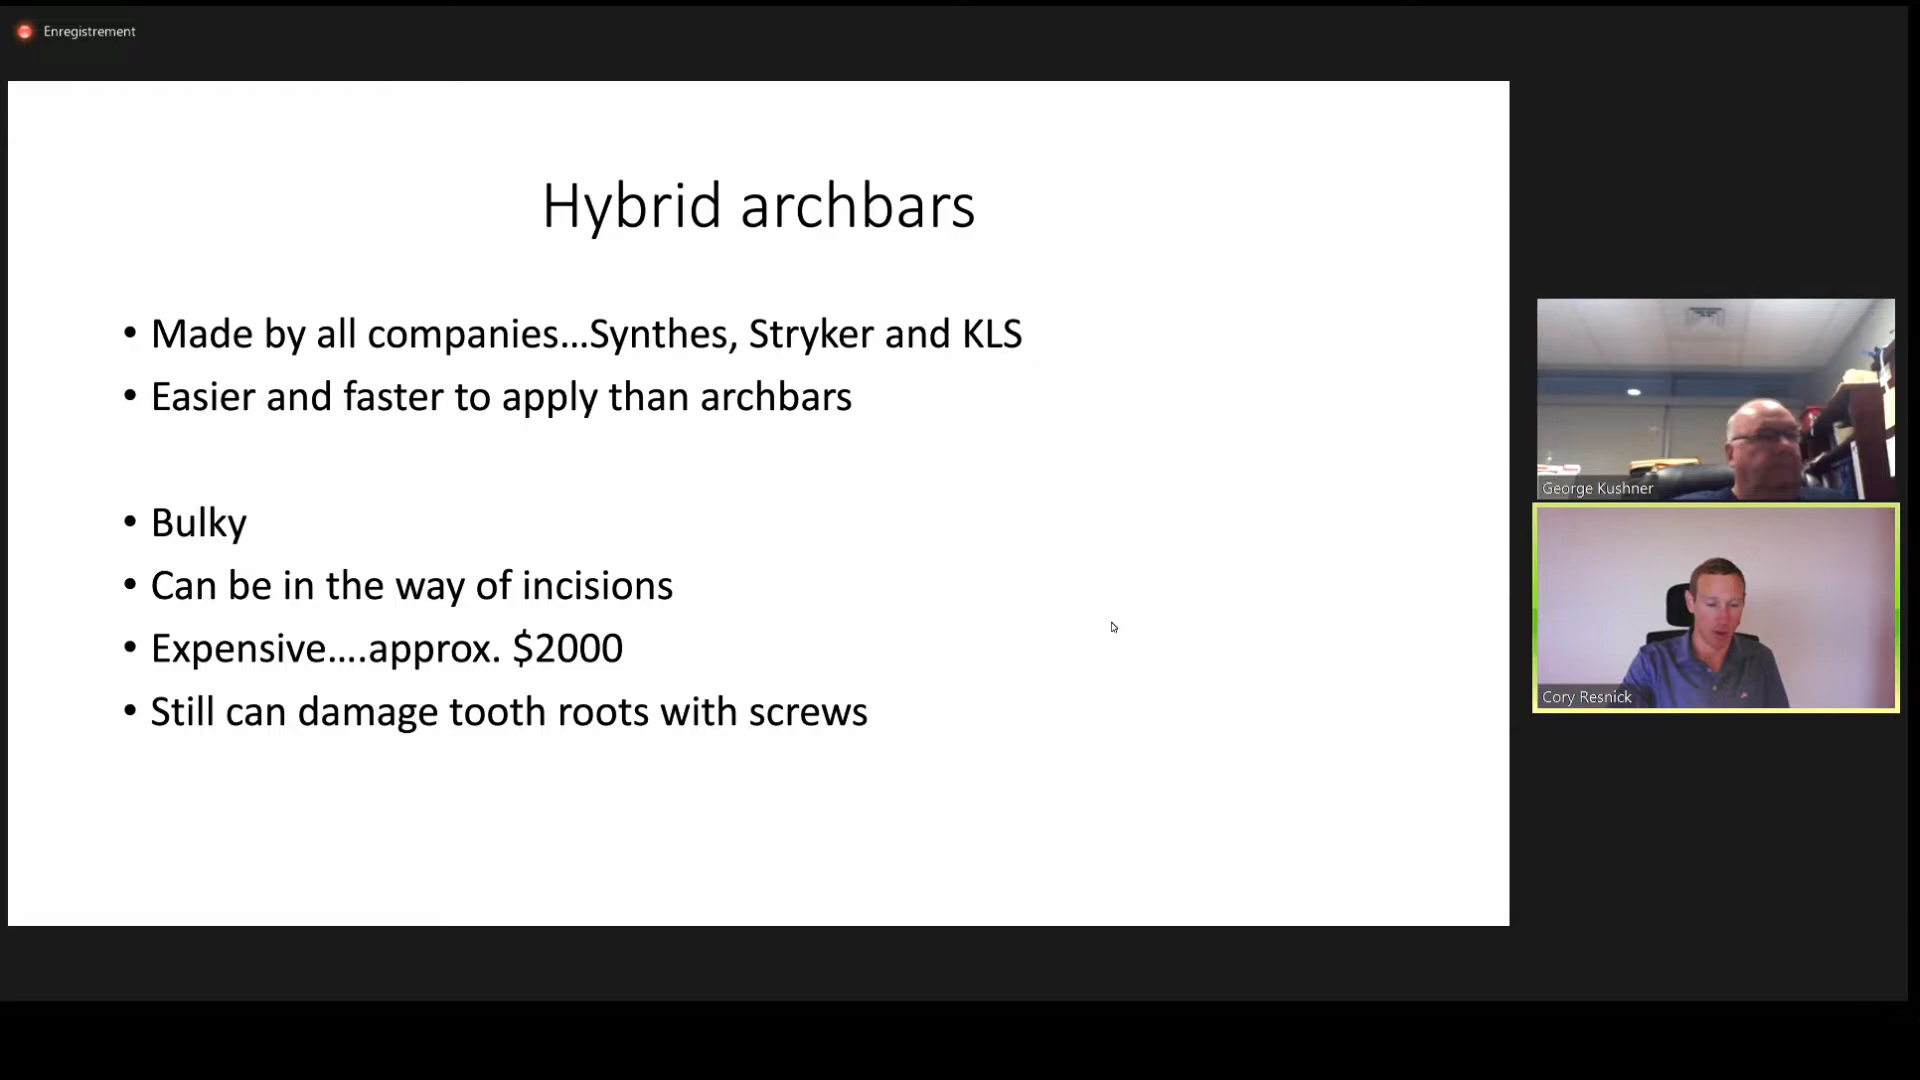 Enregistrement
Hybrid archbars
• Made by all companies...Synthes, Stryker and KLS
• Easier and faster to apply than archbars
• Bulky
• Can be in the way of incisions
• Expensive....approx. $2000
• Still can damage tooth roots with screws
George Kushner
Cory Resnick